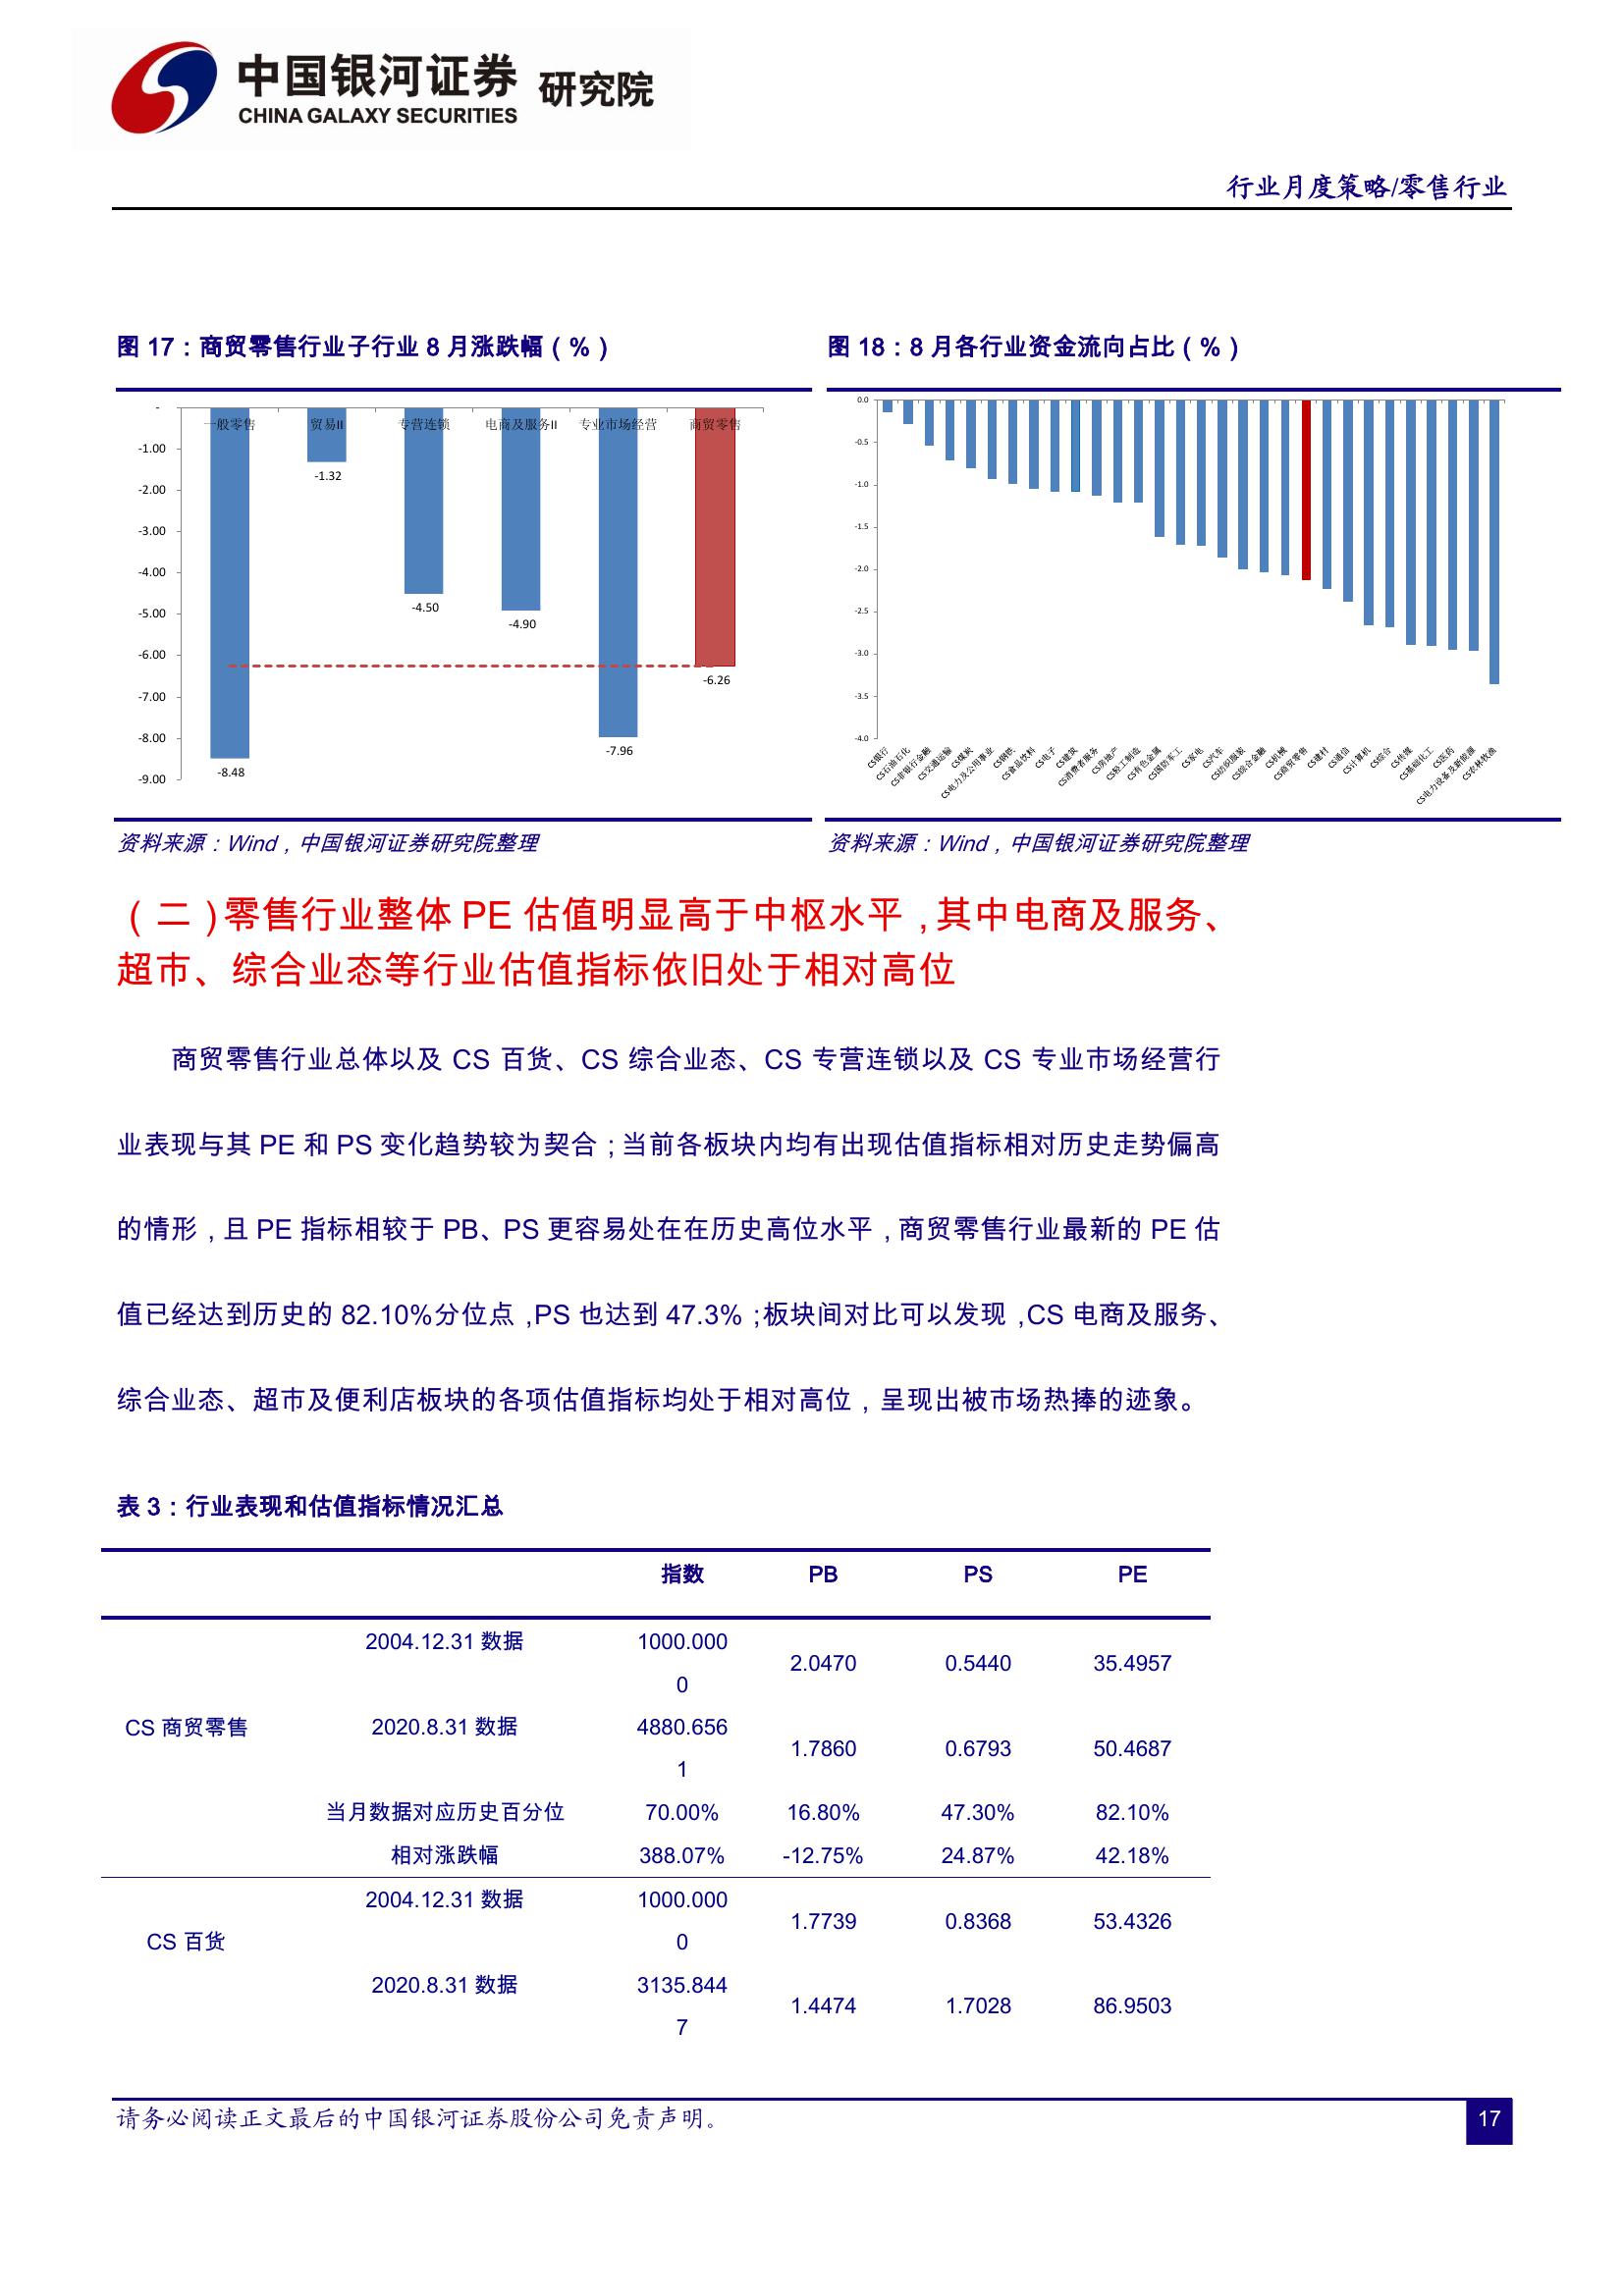 中国银河证券 研究院
CHINA GALAXY SECURITIES
行业月度策略/零售行业
图 17：商贸零售行业子行业 8 月涨跌幅（%）
-
-1.00
-2.00
-3.00
-4.00
-5.00
-6.00
-7.00
-8.00
-9.00
一般零售 贸易II 专营连锁 电商及服务II 专业市场经营 商贸零售
-8.48
-1.32
-4.50
-4.90
-7.96
-6.26
资料来源：Wind，中国银河证券研究院整理
图 18：8 月各行业资金流向占比（%）
0.0
-0.5
-1.0
-1.5
-2.0
-2.5
-3.0
-3.5
-4.0
CS银行
CS石油石化
CS非银行金融
CS交通运输
CS煤炭
CS电力及公用事业
CS钢铁
CS食品饮料
CS电子
CS建筑
CS消费者服务
CS房地产
CS轻工制造
CS有色金属
CS国防军工
CS家电
CS汽车
CS纺织服装
CS综合金融
CS机械
CS商贸零售
CS建材
CS通信
CS计算机
CS综合
CS传媒
CS基础化工
CS医药
CS电力设备及新能源
CS农林牧渔
资料来源：Wind，中国银河证券研究院整理
（二）零售行业整体 PE 估值明显高于中枢水平，其中电商及服务、
超市、综合业态等行业估值指标依旧处于相对高位
商贸零售行业总体以及 CS 百货、CS 综合业态、CS 专营连锁以及 CS 专业市场经营行
业表现与其 PE 和 PS 变化趋势较为契合；当前各板块内均有出现估值指标相对历史走势偏高
的情形，且 PE 指标相较于 PB、PS 更容易处在在历史高位水平，商贸零售行业最新的 PE 估
值已经达到历史的 82.10%分位点，PS 也达到 47.3%；板块间对比可以发现，CS 电商及服务、
综合业态、超市及便利店板块的各项估值指标均处于相对高位，呈现出被市场热捧的迹象。
表 3：行业表现和估值指标情况汇总
指数 PB PS PE
CS 商贸零售
2004.12.31 数据 1000.000
0 2.0470 0.5440 35.4957
2020.8.31 数据 4880.656
1 1.7860 0.6793 50.4687
当月数据对应历史百分位 70.00% 16.80% 47.30% 82.10%
相对涨跌幅 388.07% -12.75% 24.87% 42.18%
CS 百货
2004.12.31 数据 1000.000
0 1.7739 0.8368 53.4326
2020.8.31 数据 3135.844
7 1.4474 1.7028 86.9503
请务必阅读正文最后的中国银河证券股份公司免责声明。
17